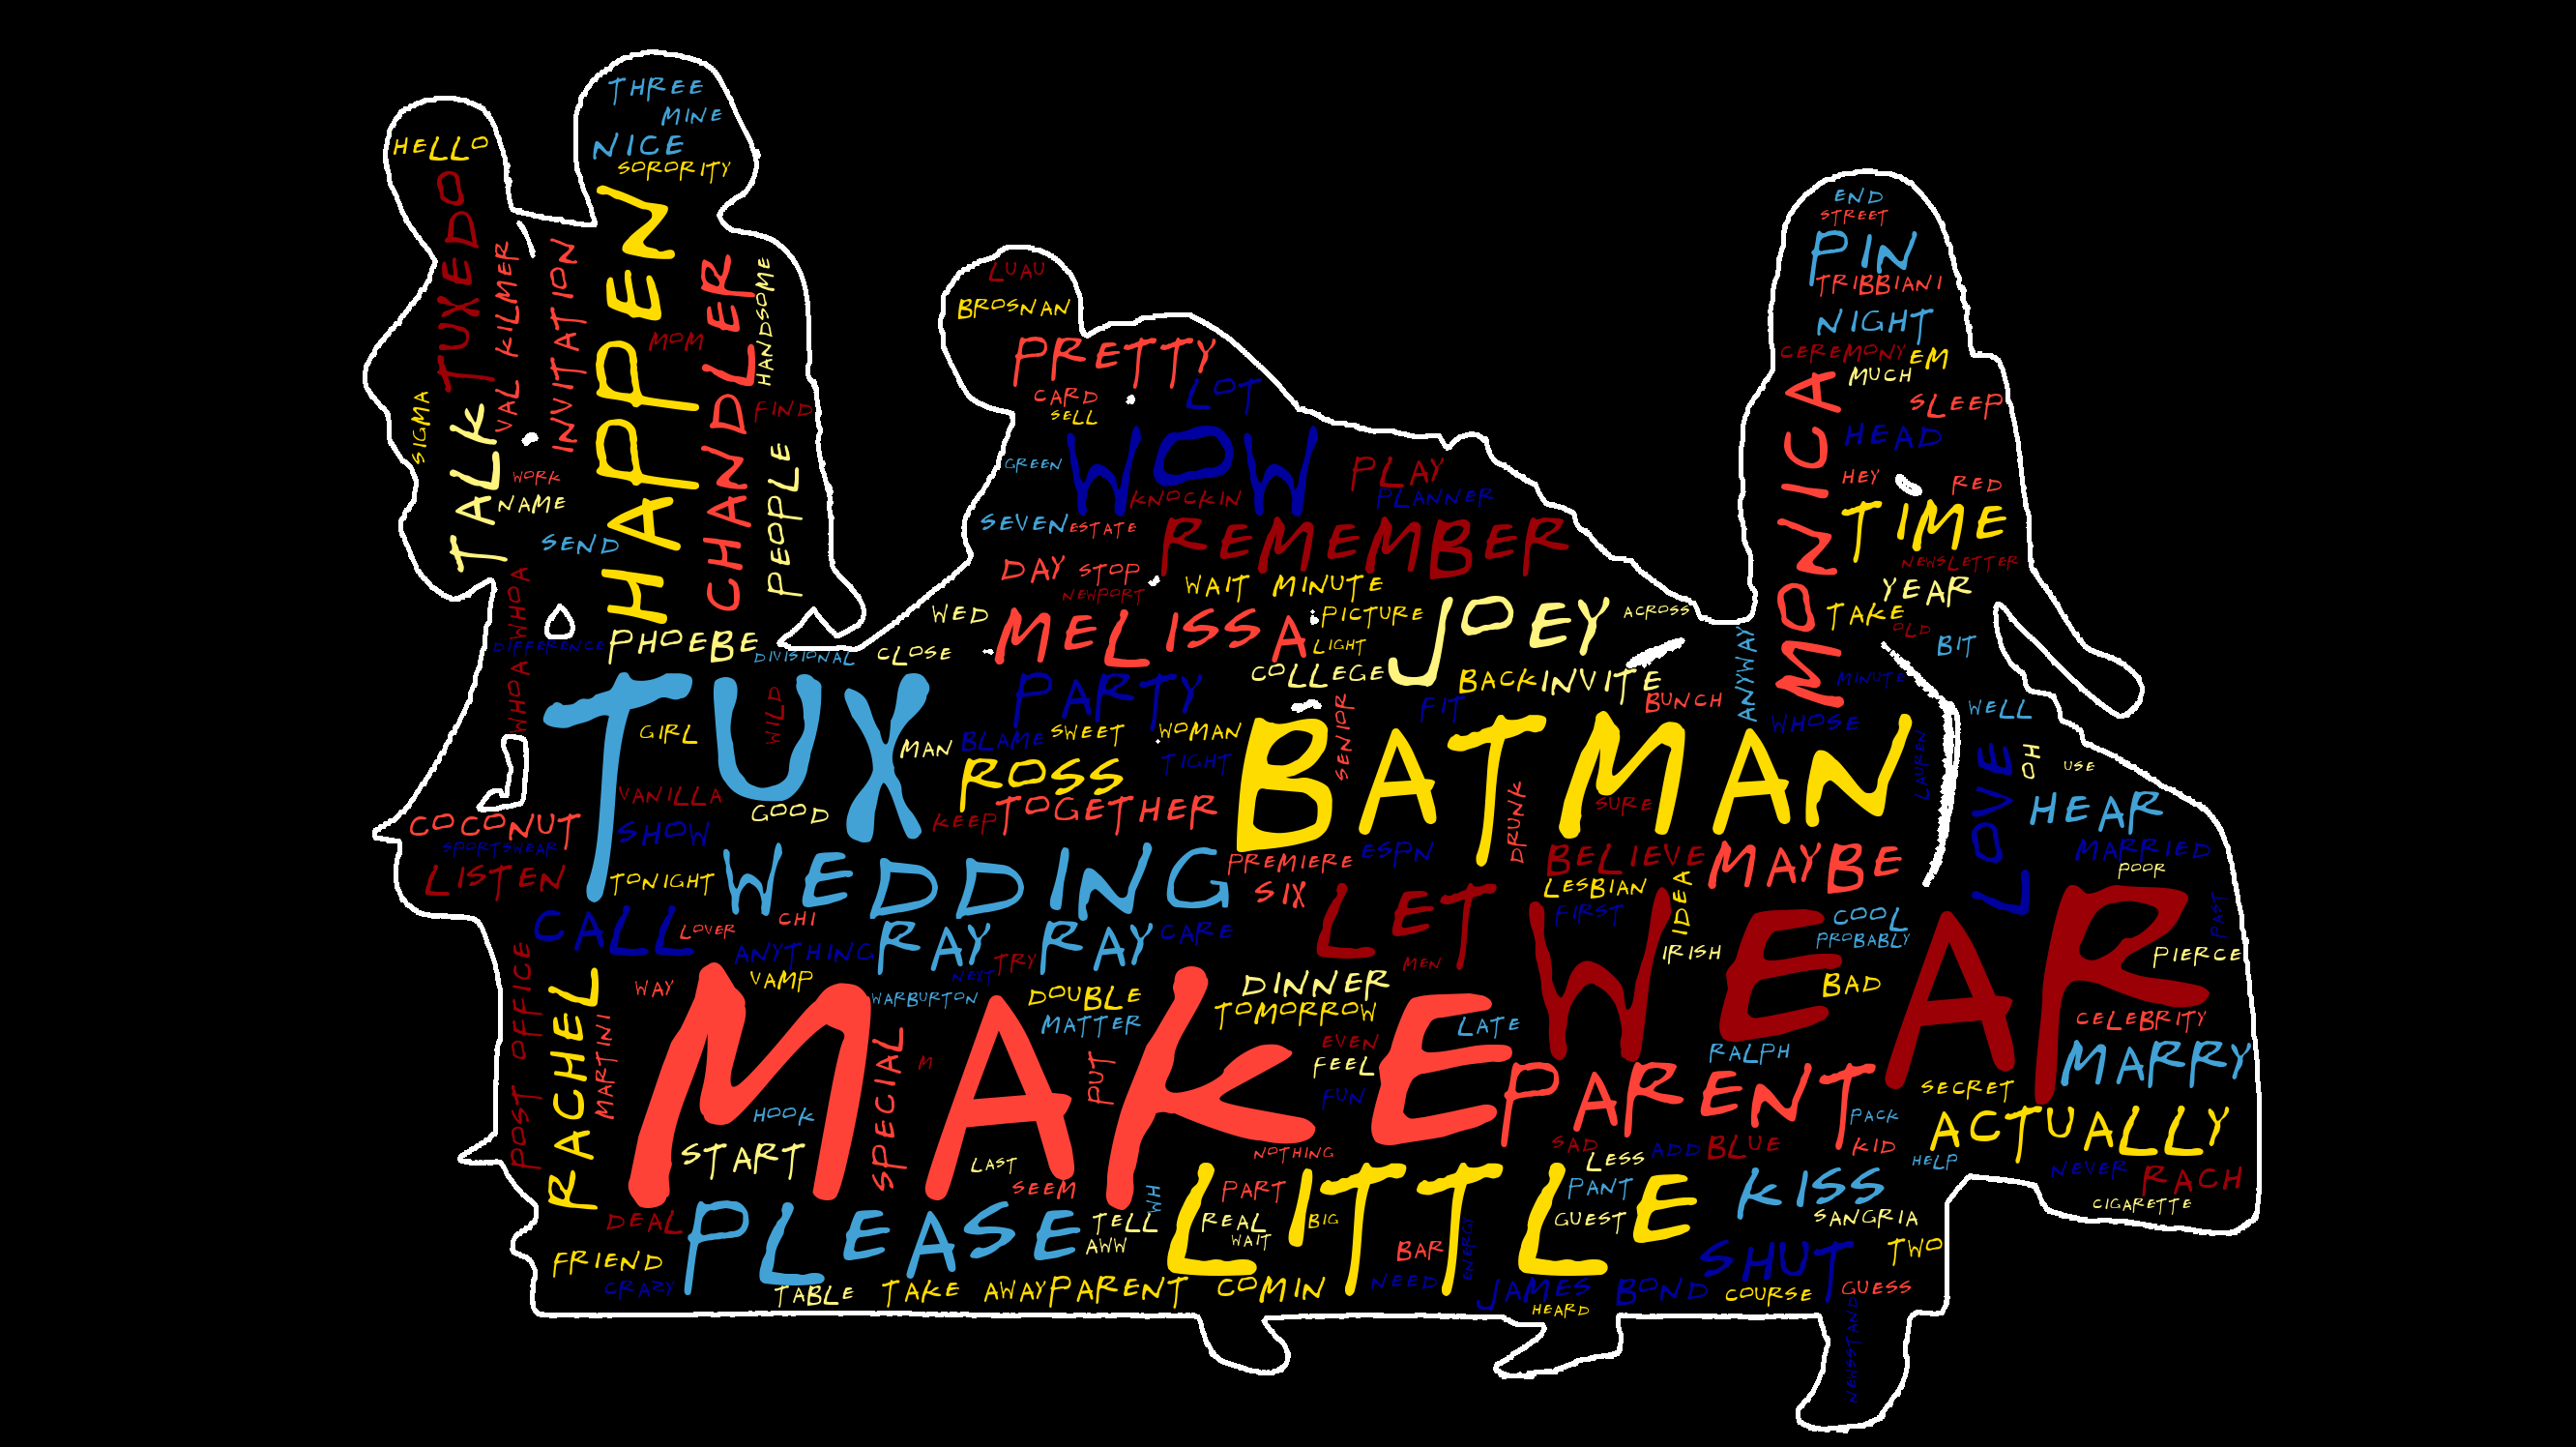 THREE
MINE
NICE
SORORITY
HELLO
TUXEDO
VAL KILMER
INVITATION
HAPPEN
CHANDLER
HANDSOME
MOM
FIND
PEOPLE
SIGMA
TALK
WORK
NAME
SEND
WHOA WHOA
DIFFERENCE
PHOEBE
DIVISIONAL
CLOSE
LUAU
BROSNAN
PRETTY
LOT
CARD
SELL
GREEN
WOW
KNOCKIN
PLAY
PLANNER
SEVEN
ESTATE
REMEMBER
DAY
STOP
NEWPORT
WAIT MINUTE
WED
MELISSA
PICTURE
LIGHT
JOEY
ACROSS
COLLEGE
BACK
INVITE
BUNCH
FIT
PARTY
END
STREET
PIN
TRIBBIANI
NIGHT
CEREMONY
EM
MUCH
SLEEP
MONICA
HEAD
HEY
RED
TIME
NEWSLETTER
YEAR
TAKE
OLD
BIT
MINUTE
ANYWAY
WHOSE
WELL
TUX
GIRL
WILD
MAN
BLAME
SWEET
WOMAN
TIGHT
ROSS
SENIOR
BATMAN
LAUREN
LOVE
OH
USE
HEAR
VANILLA
GOOD
KEEP
TOGETHER
DRUNK
SURE
COCONUT
SHOW
SPORTSWEAR
LISTEN
TONIGHT
WEDDING
PREMIERE
ESPN
SIX
BELIEVE
MAYBE
LESBIAN
IDEA
MARRIED
POOR
CALL
LOVER
CHI
ANYTHING
RAY RAY
CARE
NEXT
TRY
LET
MEN
FIRST
WEAR
IRISH
COOL
PROBABLY
BAD
PAST
PIERCE
POST OFFICE
RACHEL
MARTINI
WAY
VAMP
WARBURTON
DOUBLE
MATTER
DINNER
TOMORROW
LATE
EVEN
FEEL
FUN
MAKE
SPECIAL
M
PUT
HOOK
START
LAST
SEEM
NOTHING
PARENT
RALPH
CELEBRITY
MARRY
SECRET
PACK
ACTUALLY
KID
HELP
NEVER
RACH
CIGARETTE
SAD
LESS
ADD
BLUE
PANT
GUEST
KISS
SANGRIA
DEAL
PLEASE
TELL
AWW
WH
PART
REAL
WAIT
BIG
LITTLE
BAR
ENERGY
SHUT
TWO
FRIEND
CRAZY
TABLE
TAKE AWAY
PARENT COMIN
NEED
JAMES BOND
HEARD
COURSE
GUESS
NEWSSTAND